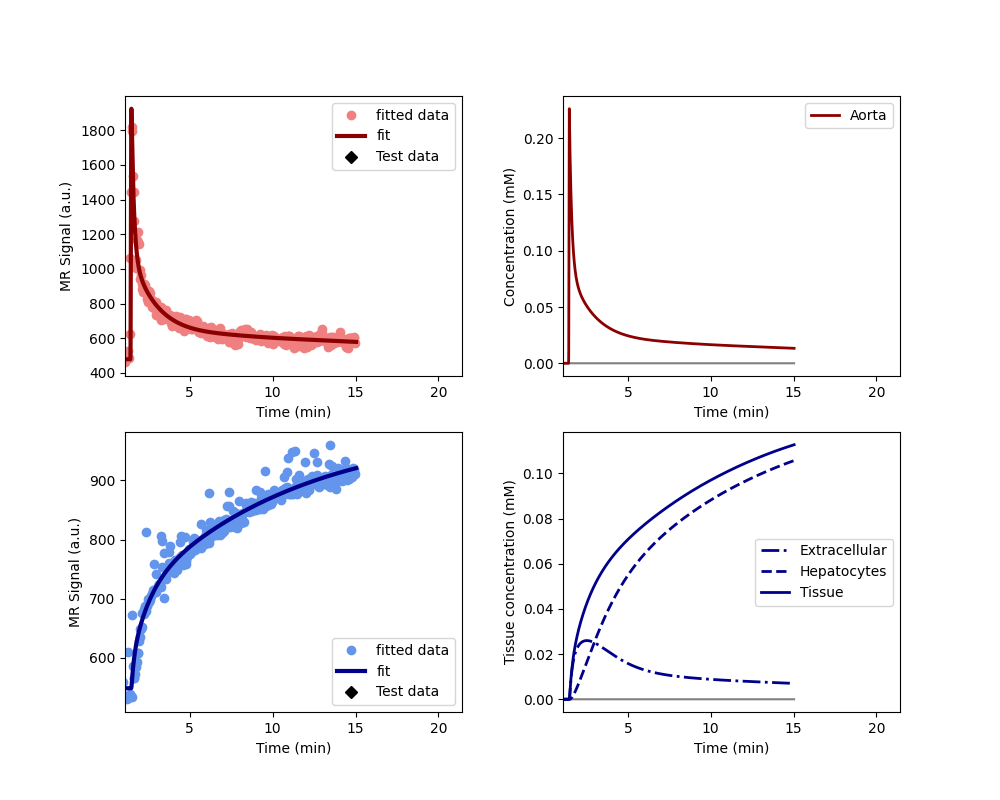 1800
1600
1400
1200
1000
800
600
400
MR Signal (a.u.)
5
10
15
20
Time (min)
fitted data
fit
Test data
0.20
0.15
0.10
0.05
0.00
Concentration (mM)
5
10
15
20
Time (min)
Aorta
900
800
700
600
MR Signal (a.u.)
5
10
15
20
Time (min)
fitted data
fit
Test data
0.10
0.08
0.06
0.04
0.02
0.00
Tissue concentration (mM)
5
10
15
20
Time (min)
Extracellular
Hepatocytes
Tissue